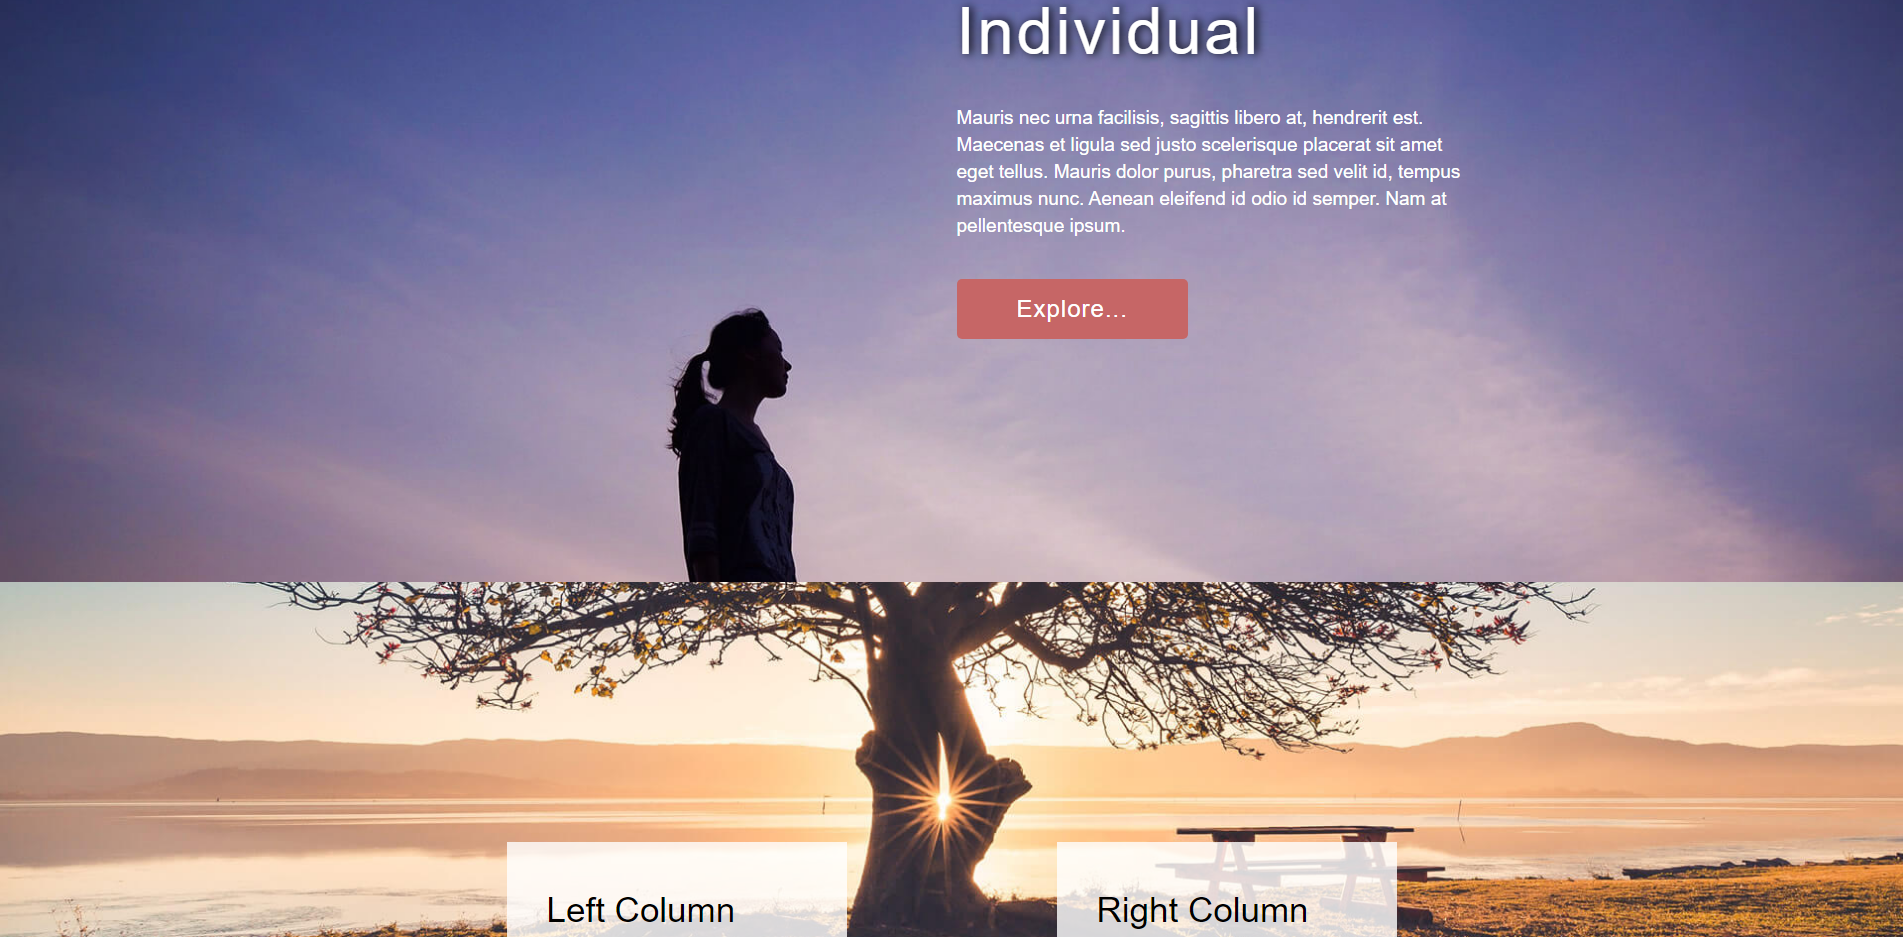 Individual
Mauris nec urna facilisis, sagittis libero at, hendrerit est.
Maecenas et ligula sed justo scelerisque placerat sit amet
eget tellus. Mauris dolor purus, pharetra sed velit id, tempus
maximus nunc. Aenean eleifend id odio id semper. Nam at
pellentesque ipsum.
Explore...
Left Column
Right Column